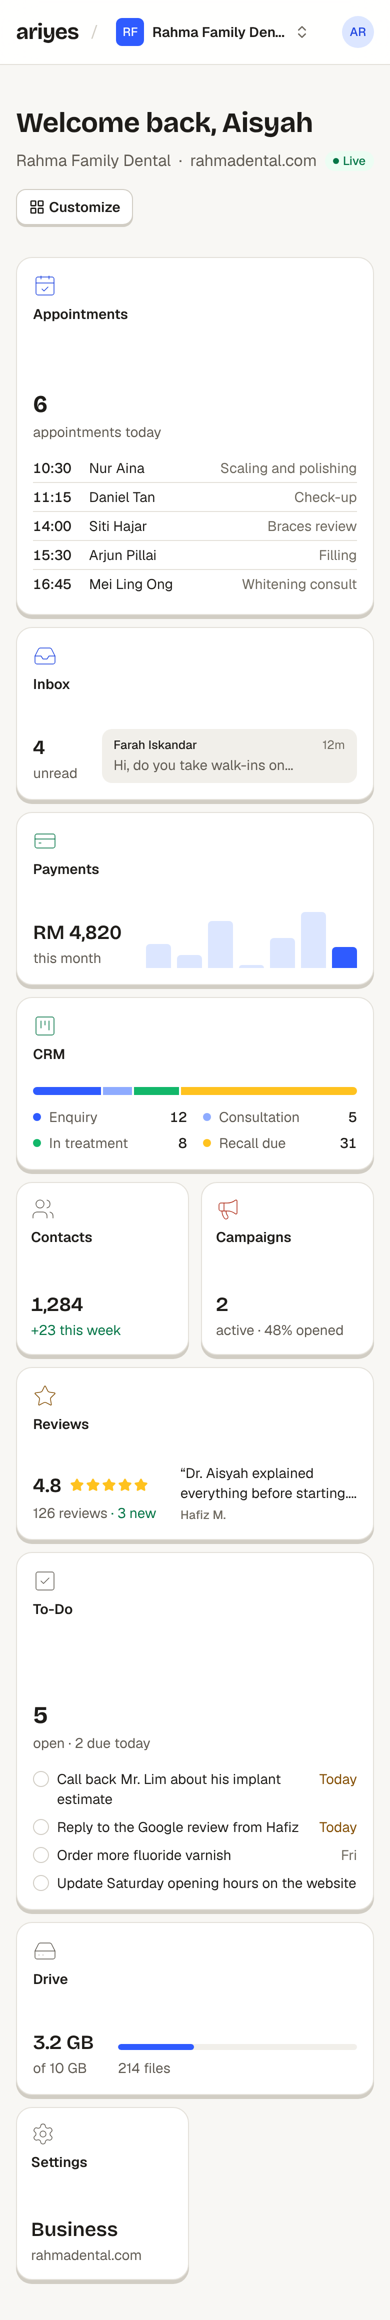 ariyes / RF Rahma Family Den... AR
Welcome back, Aisyah
Rahma Family Dental · rahmadental.com Live
Customize
Appointments
6
appointments today
10:30 Nur Aina Scaling and polishing
11:15 Daniel Tan Check-up
14:00 Siti Hajar Braces review
15:30 Arjun Pillai Filling
16:45 Mei Ling Ong Whitening consult
Inbox
4
unread
Farah Iskandar 12m
Hi, do you take walk-ins on...
Payments
RM 4,820
this month
CRM
Enquiry 12 Consultation 5
In treatment 8 Recall due 31
Contacts
1,284
+23 this week
Campaigns
2
active · 48% opened
Reviews
4.8
126 reviews · 3 new
“Dr. Aisyah explained
everything before starting....
Hafiz M.
To-Do
5
open · 2 due today
Call back Mr. Lim about his implant Today
estimate
Reply to the Google review from Hafiz Today
Order more fluoride varnish Fri
Update Saturday opening hours on the website
Drive
3.2 GB
of 10 GB
214 files
Settings
Business
rahmadental.com